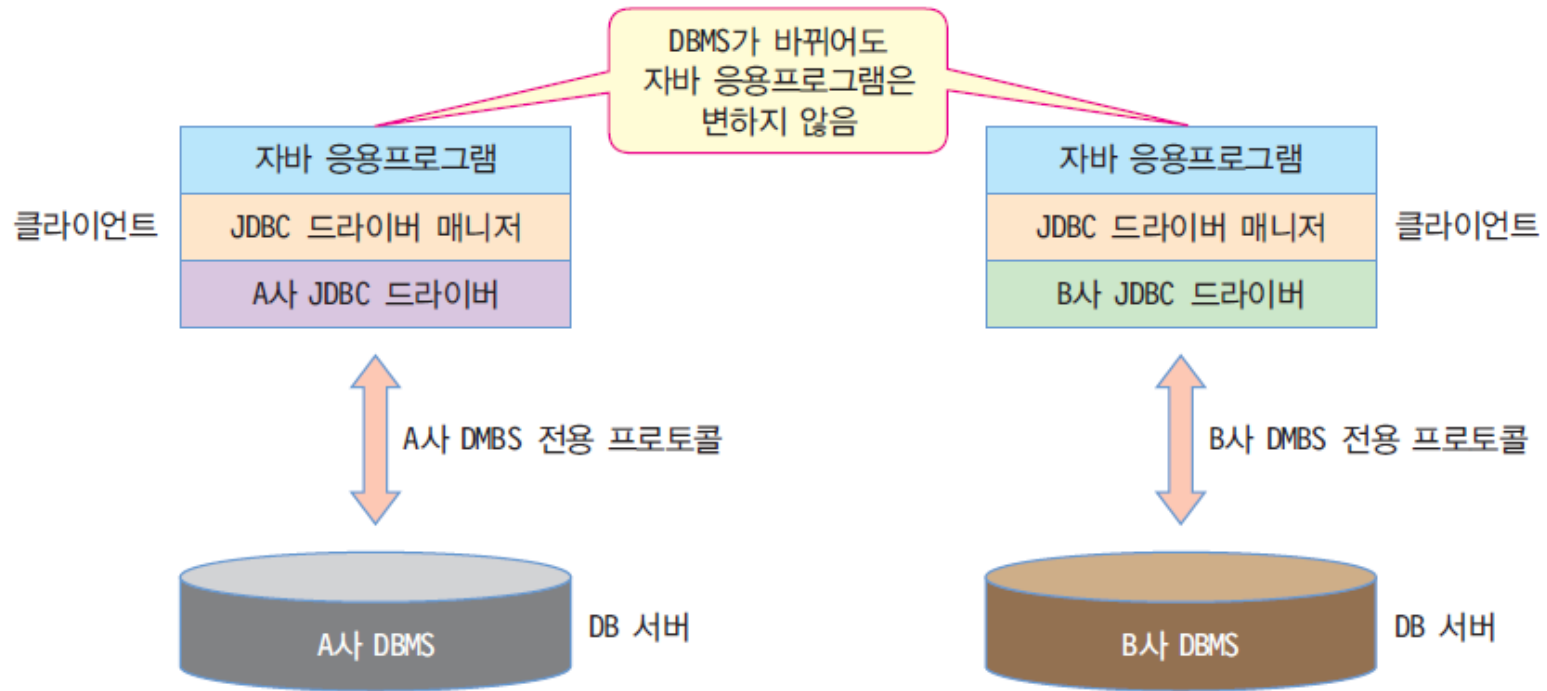 DBMS가 바뀌어도
자바 응용프로그램은
변하지 않음
자바 응용프로그램
클라이언트
JDBC 드라이버 매니저
A사 JDBC 드라이버
A사 DMBS 전용 프로토콜
A사 DBMS
DB 서버
자바 응용프로그램
JDBC 드라이버 매니저
클라이언트
B사 JDBC 드라이버
B사 DMBS 전용 프로토콜
B사 DBMS
DB 서버